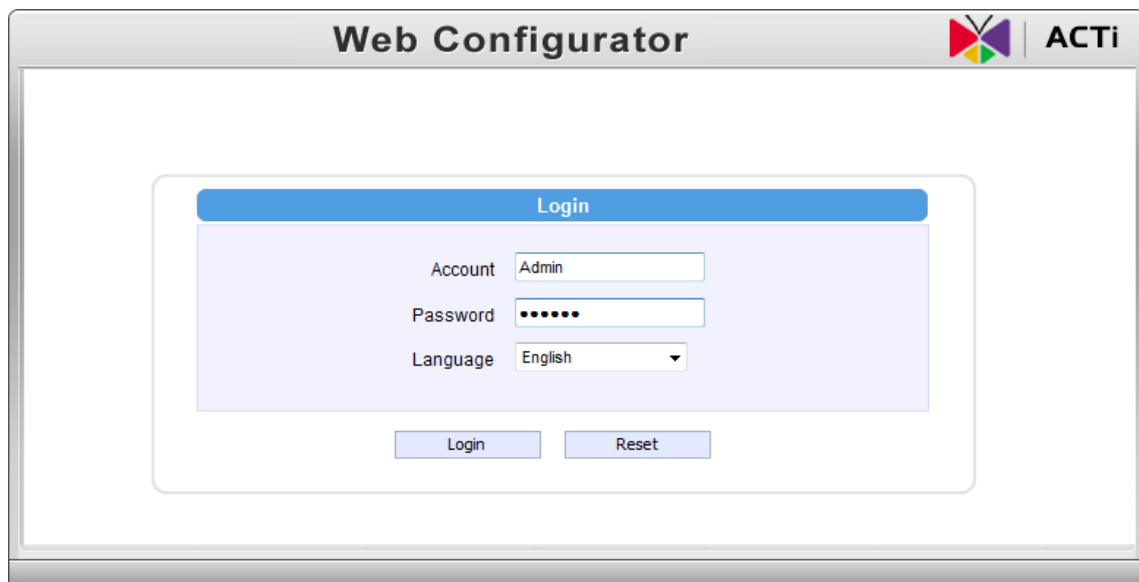 Web Configurator
ACTi
Login
Account Admin
Password ••••••
Language English
Login Reset